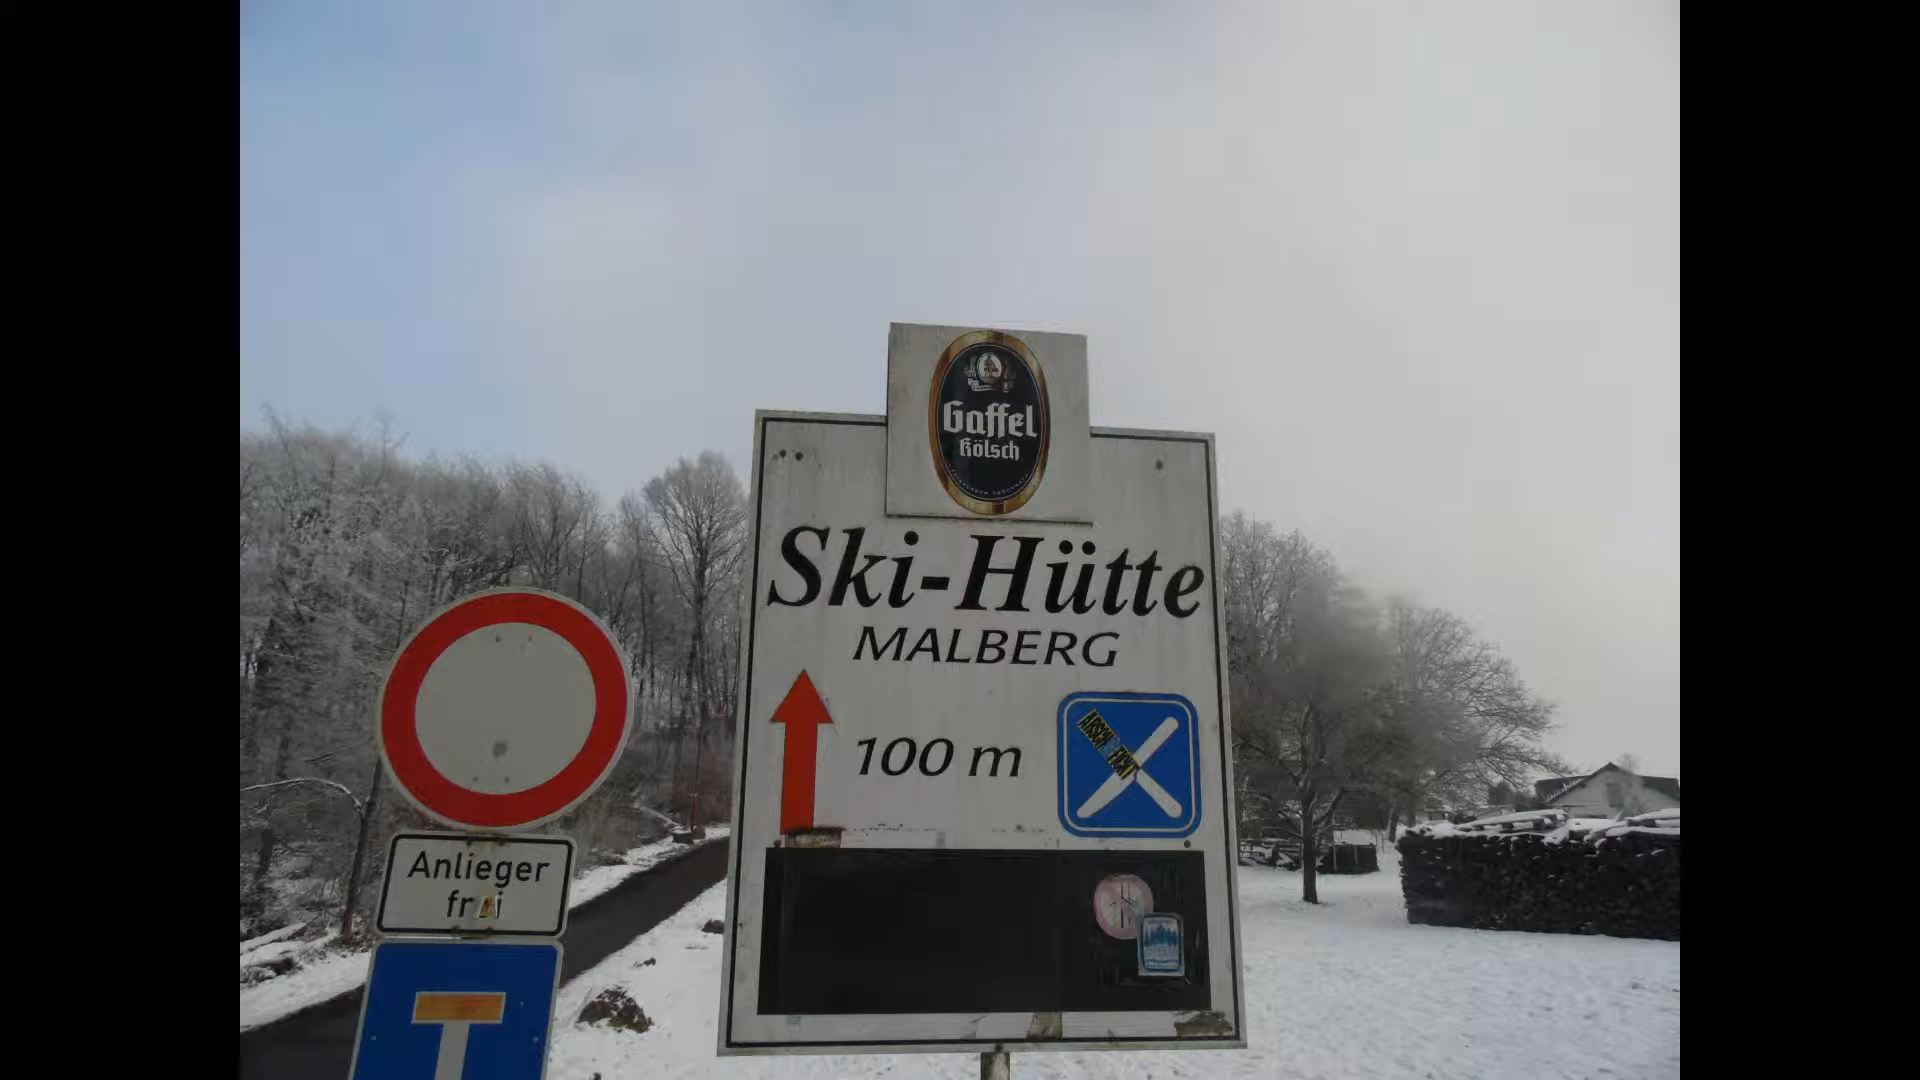 Gaffel
Kölsch
Ski-Hütte
MALBERG
100 m
Anlieger
frei